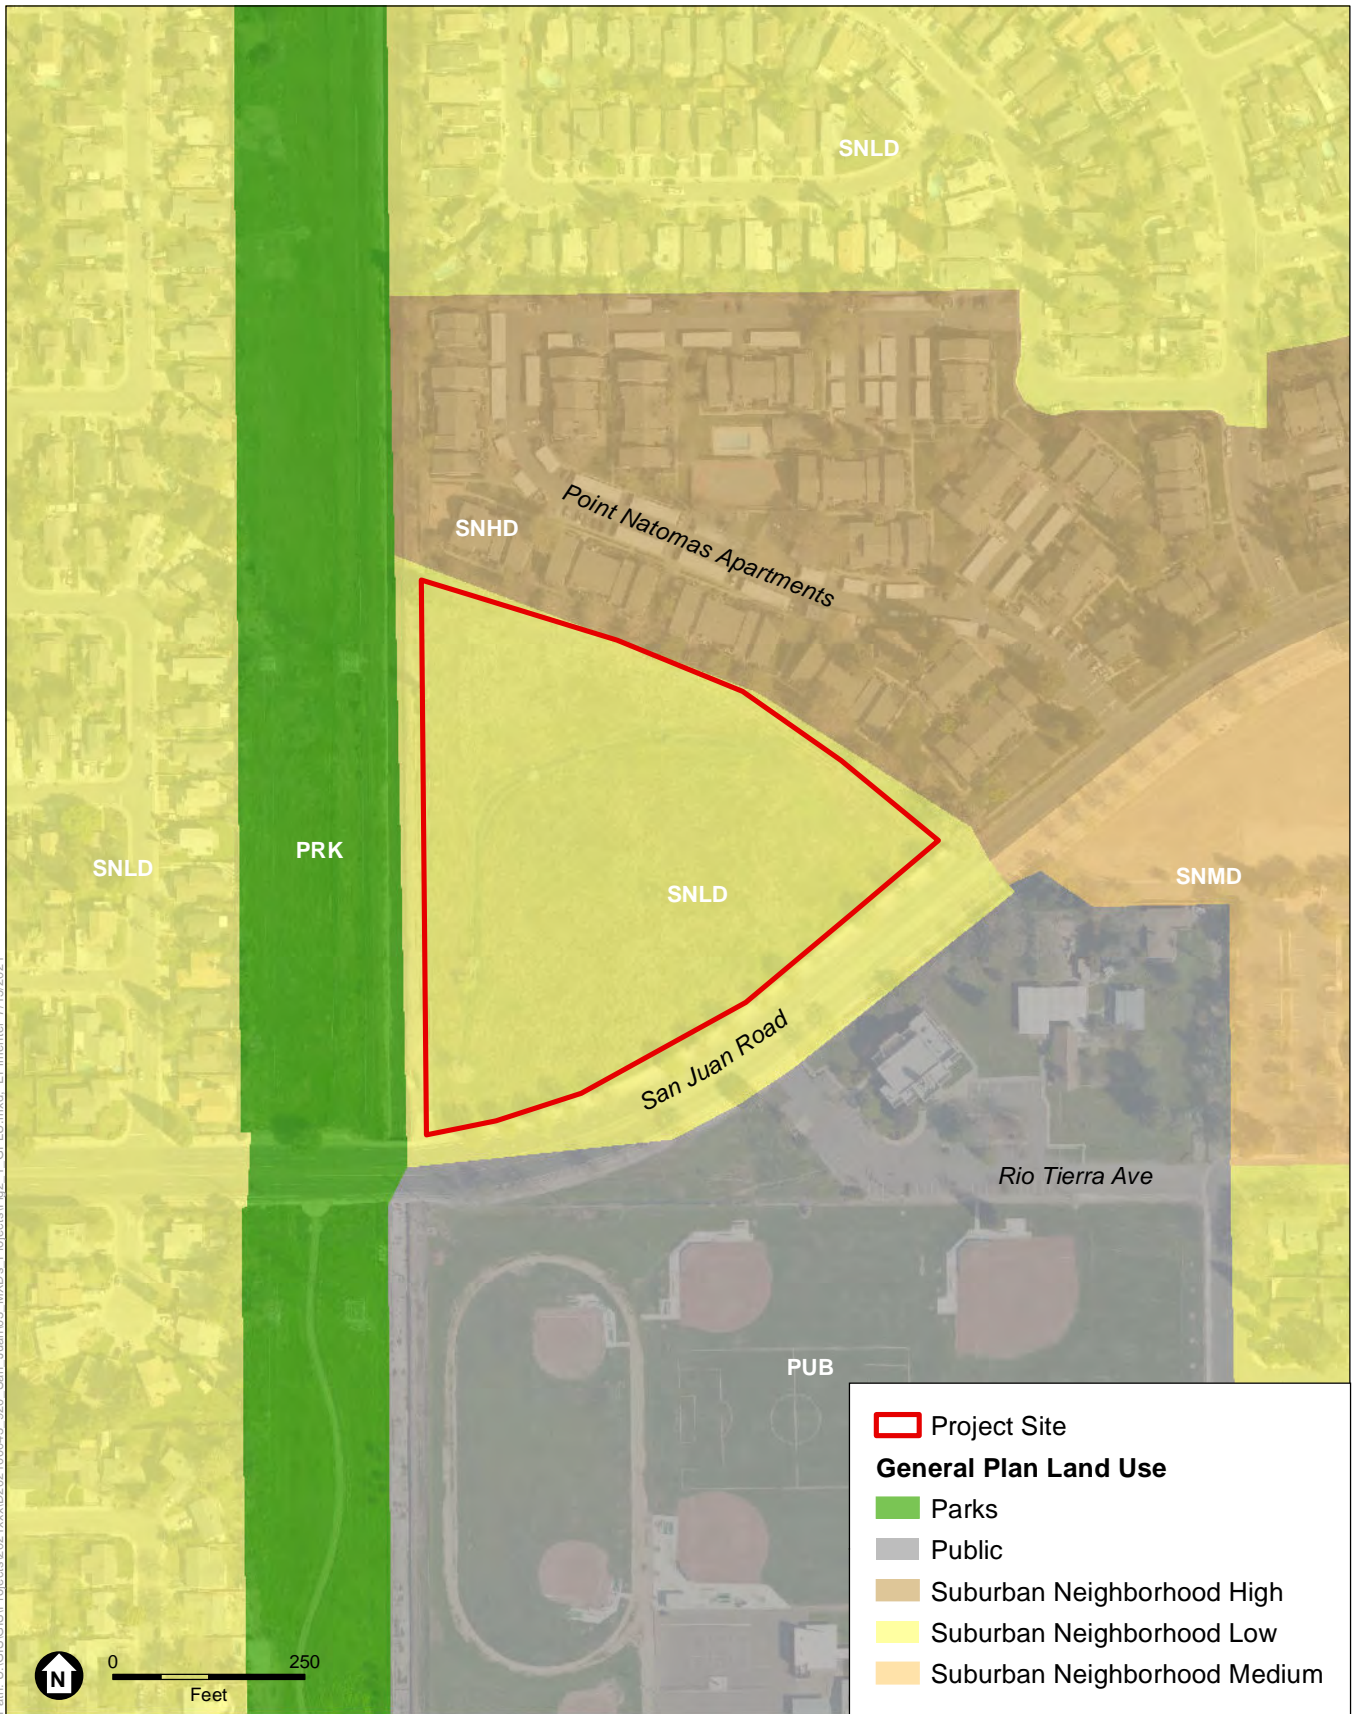 SNLD
Point Natomas Apartments
SNHD
PRK
SNLD
SNLD
SNMD
San Juan Road
Rio Tierra Ave
PUB
Project Site
General Plan Land Use
Parks
Public
Suburban Neighborhood High
Suburban Neighborhood Low
Suburban Neighborhood Medium
N
0 250
Feet